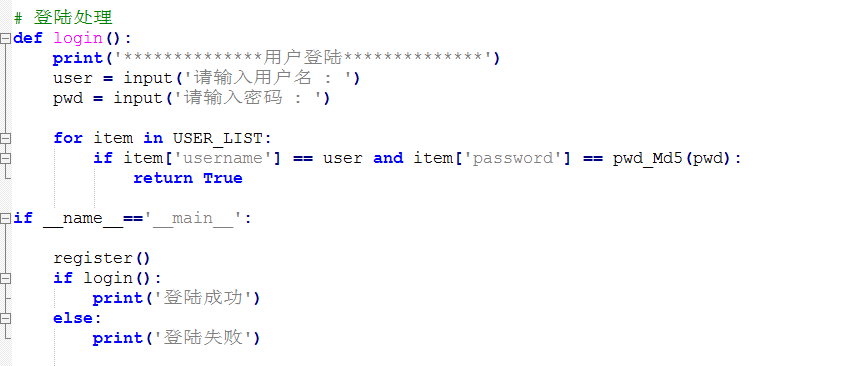 # 登陆处理
def login():
    print('**************用户登陆**************')
    user = input('请输入用户名 : ')
    pwd = input('请输入密码 : ')
    for item in USER_LIST:
        if item['username'] == user and item['password'] == pwd_Md5(pwd):
            return True
if __name__=='__main__':
    register()
    if login():
        print('登陆成功')
    else:
        print('登陆失败')